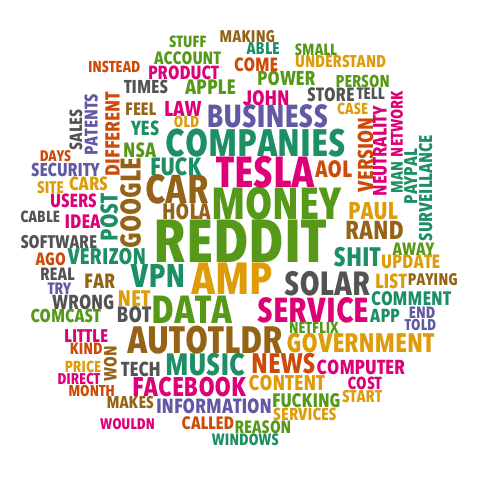 STUFF
MAKING
ABLE
SMALL
ACCOUNT
INSTEAD
COME
UNDERSTAND
PRODUCT
POWER
PERSON
TIMES
APPLE
STORE
TELL
JOHN
SALES
PATENTS
DIFFERENT
FEEL
LAW
OLD
BUSINESS
CASE
VERSION
NEUTRALITY
NETWORK
YES
COMPANIES
NSA
DAYS
SECURITY
FUCK
TESLA
AOL
MAN
PAYPAL
SURVEILLANCE
SITE
CARS
GOOGLE
CAR
USERS
POST
HOLA
MONEY
PAUL
CABLE
IDEA
RAND
SOFTWARE
REDDIT
AGO
VERIZON
SHIT
AWAY
UPDATE
REAL
FAR
VPN
AMP
SOLAR
LIST
PAYING
TRY
WRONG
NET
COMMENT
COMCAST
BOT
DATA
SERVICE
APP
END
TOLD
LITTLE
AUTOTLDR
NETFLIX
GOVERNMENT
KIND
WON
PRICE
TECH
MUSIC
NEWS
COMPUTER
DIRECT
FACEBOOK
CONTENT
COST
MONTH
START
MAKES
INFORMATION
FUCKING
SERVICES
WOULDN
CALLED
REASON
WINDOWS